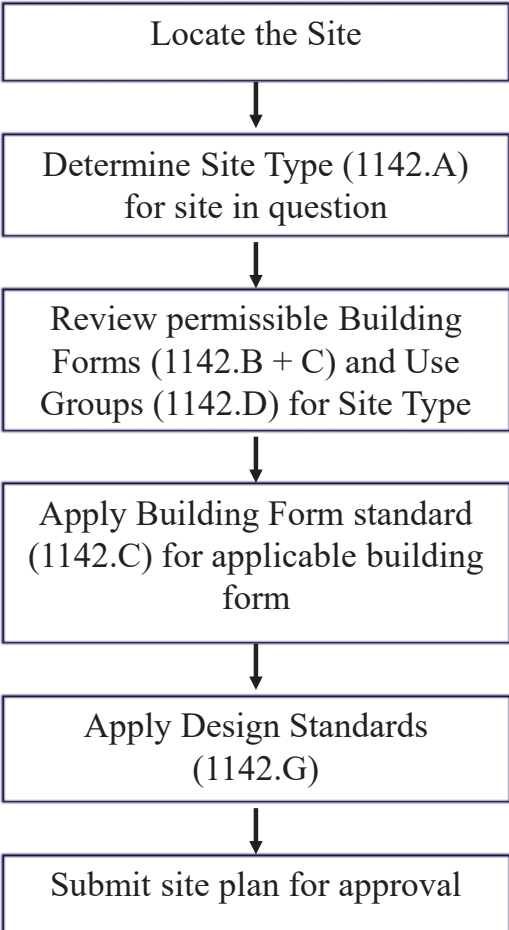 Locate the Site
Determine Site Type (1142.A)
for site in question
Review permissible Building
Forms (1142.B + C) and Use
Groups (1142.D) for Site Type
Apply Building Form standard
(1142.C) for applicable building
form
Apply Design Standards
(1142.G)
Submit site plan for approval